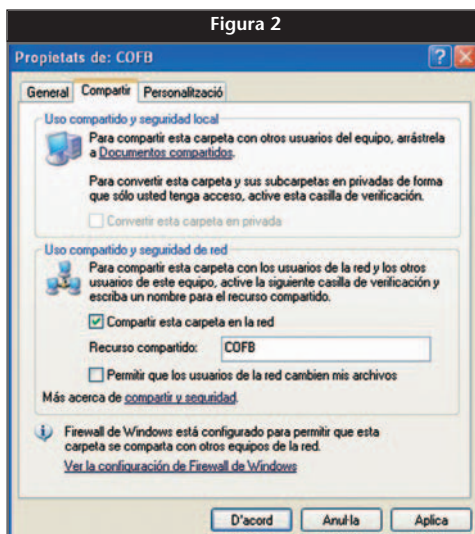 Figura 2
Propietats de: COFB
General Compartir Personalització
Uso compartido y seguridad local
Para compartir esta carpeta con otros usuarios del equipo, arrástrela
a Documentos compartidos.
Para convertir esta carpeta y sus subcarpetas en privadas de forma
que sólo usted tenga acceso, active esta casilla de verificación.
Convertir esta carpeta en privada
Uso compartido y seguridad de red
Para compartir esta carpeta con los usuarios de la red y los otros
usuarios de este equipo, active la siguiente casilla de verificación y
escriba un nombre para el recurso compartido.
Compartir esta carpeta en la red
Recurso compartido: COFB
Permitir que los usuarios de la red cambien mis archivos
Más acerca de compartir y seguridad.
Firewall de Windows está configurado para permitir que esta
carpeta se comparta con otros equipos de la red.
Ver la configuración de Firewall de Windows
D'acord Anul·la Aplica